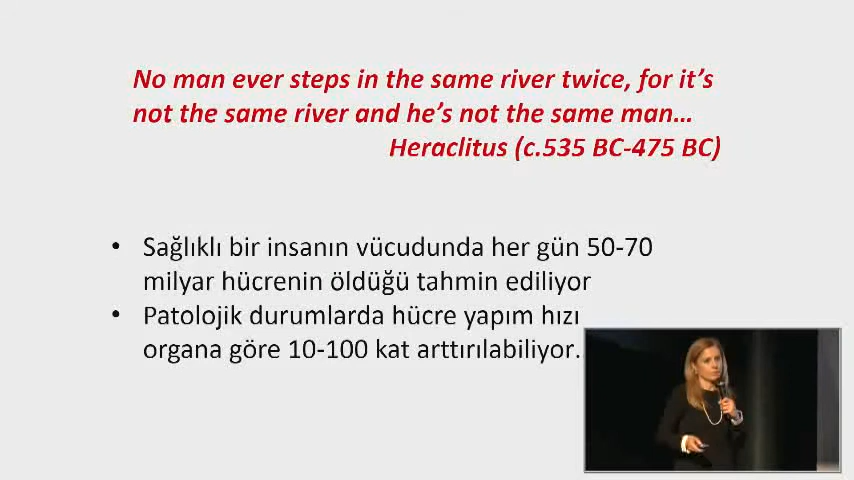 No man ever steps in the same river twice, for it’s
not the same river and he’s not the same man…
Heraclitus (c.535 BC-475 BC)
• Sağlıklı bir insanın vücudunda her gün 50-70
milyar hücrenin öldüğü tahmin ediliyor
• Patolojik durumlarda hücre yapım hızı
organa göre 10-100 kat arttırılabiliyor.